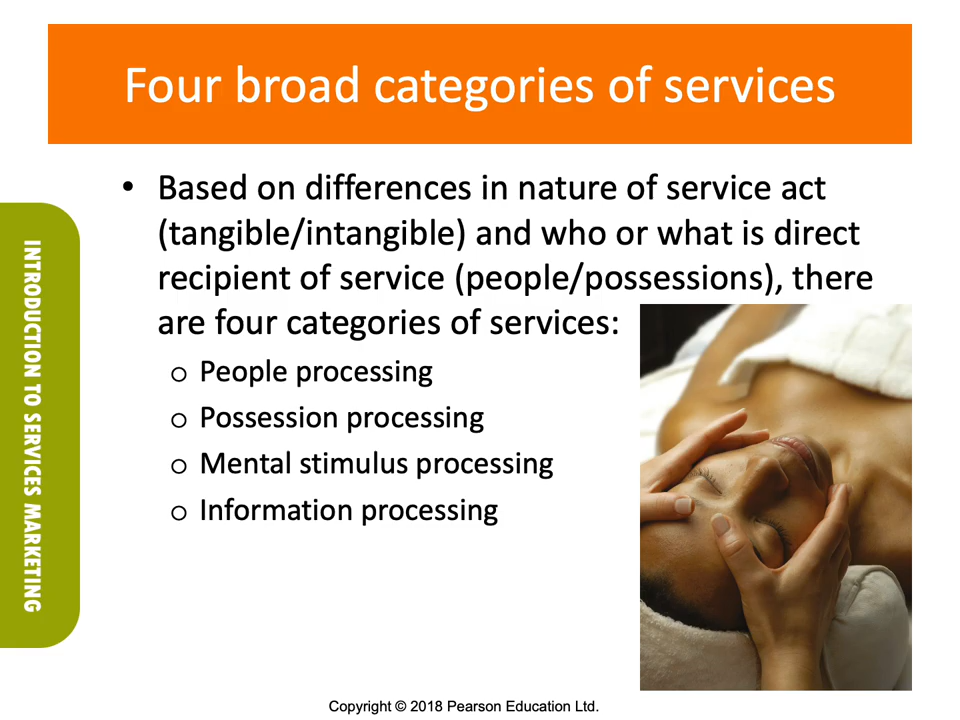 Four broad categories of services
• Based on differences in nature of service act
(tangible/intangible) and who or what is direct
recipient of service (people/possessions), there
are four categories of services:
o People processing
o Possession processing
o Mental stimulus processing
o Information processing
INTRODUCTION TO SERVICES MARKETING
Copyright © 2018 Pearson Education Ltd.